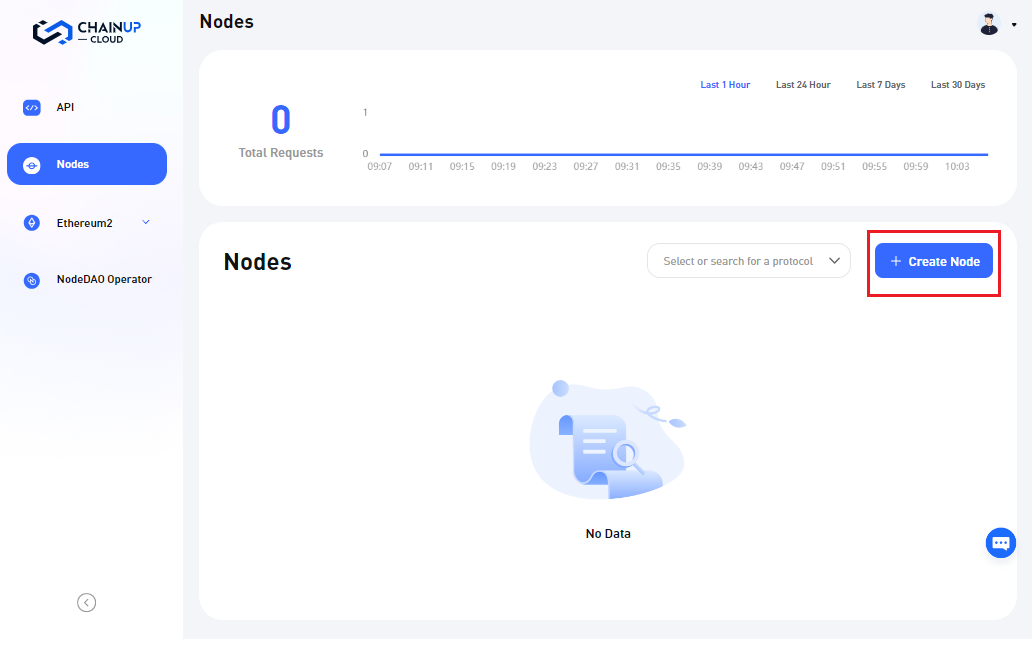 CHAINUP
CLOUD
API
Nodes
Ethereum2
NodeDAO Operator
Nodes
Last 1 Hour Last 24 Hour Last 7 Days Last 30 Days
0
Total Requests
1
0
09:07 09:11 09:15 09:19 09:23 09:27 09:31 09:35 09:39 09:43 09:47 09:51 09:55 09:59 10:03
Nodes
Select or search for a protocol
+ Create Node
No Data